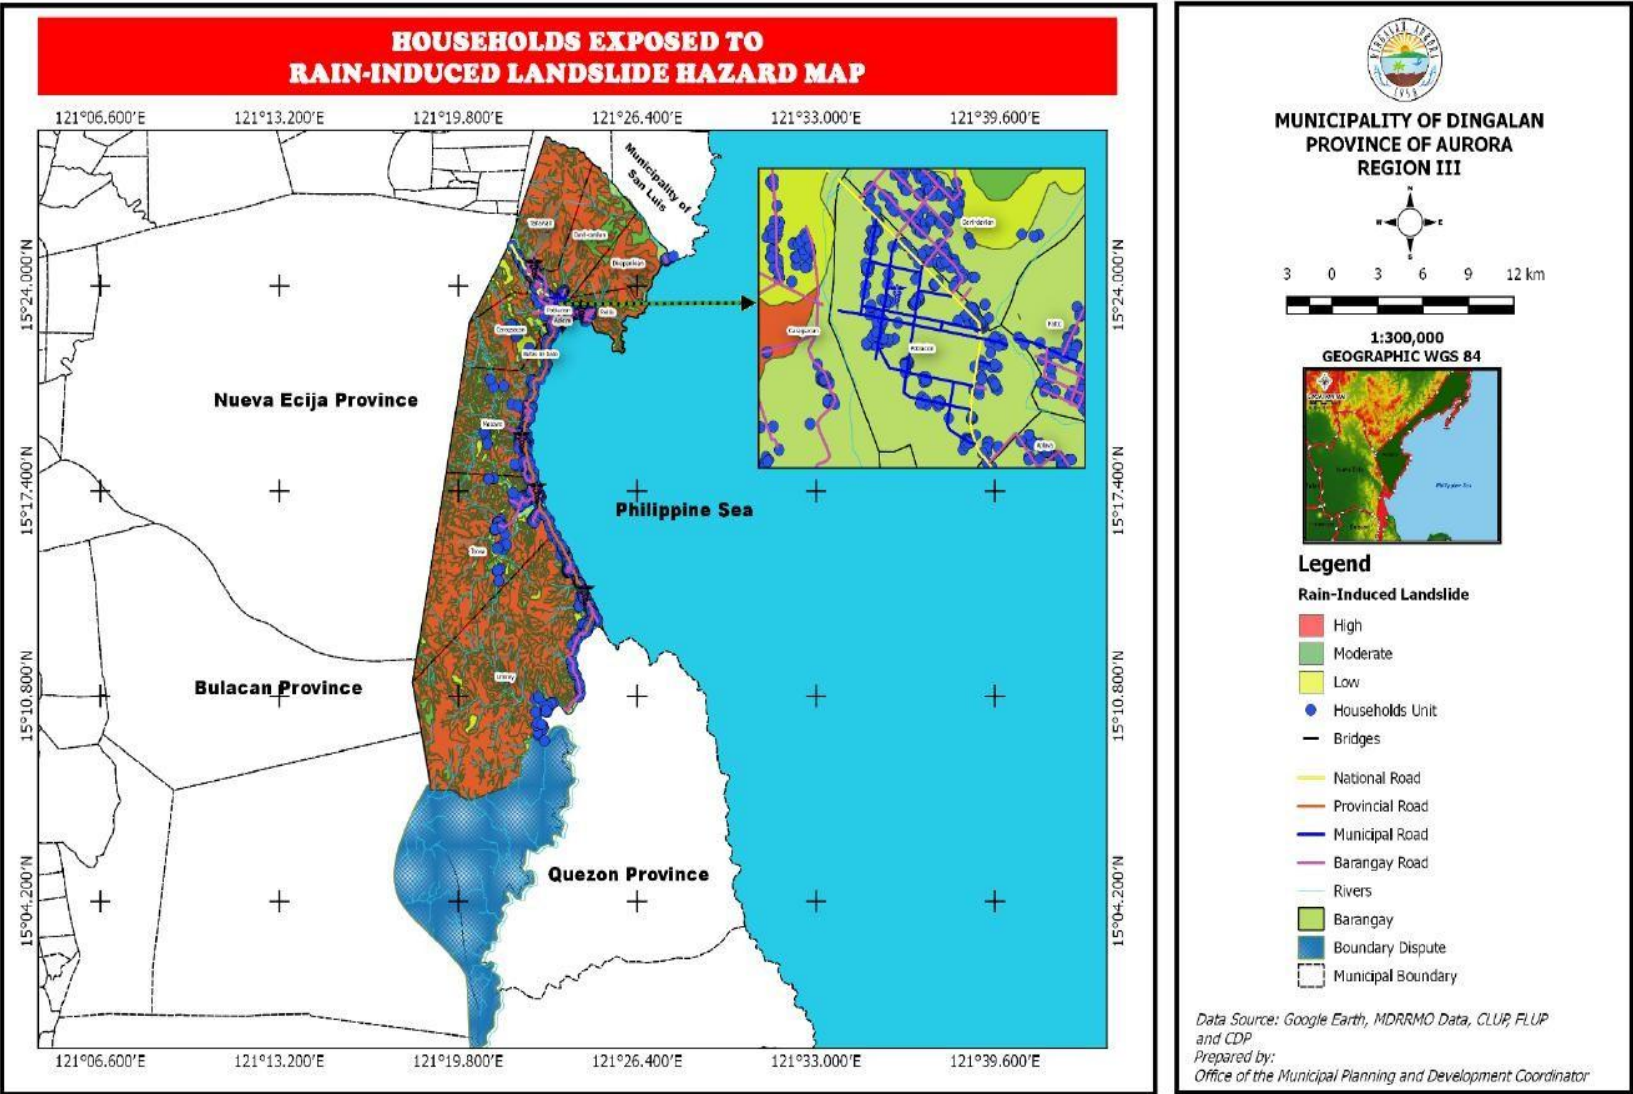 HOUSEHOLDS EXPOSED TO
RAIN-INDUCED LANDSLIDE HAZARD MAP
121°06.600'E 121°13.200'E 121°19.800'E 121°26.400'E 121°33.000'E 121°39.600'E
Municipality of
San Luis
15°24.000'N
15°24.000'N
Nueva Ecija Province
Philippine Sea
15°17.400'N
15°17.400'N
Bulacan Province
15°10.800'N
15°10.800'N
Quezon Province
15°04.200'N
15°04.200'N
121°06.600'E 121°13.200'E 121°19.800'E 121°26.400'E 121°33.000'E 121°39.600'E
DINGALAN, AURORA
1958
MUNICIPALITY OF DINGALAN
PROVINCE OF AURORA
REGION III
N
W E
S
3 0 3 6 9 12 km
1:300,000
GEOGRAPHIC WGS 84
Philippine Sea
Legend
Rain-Induced Landslide
High
Moderate
Low
Households Unit
Bridges
National Road
Provincial Road
Municipal Road
Barangay Road
Rivers
Barangay
Boundary Dispute
Municipal Boundary
Data Source: Google Earth, MDRRMO Data, CLUP, FLUP
and CDP
Prepared by:
Office of the Municipal Planning and Development Coordinator